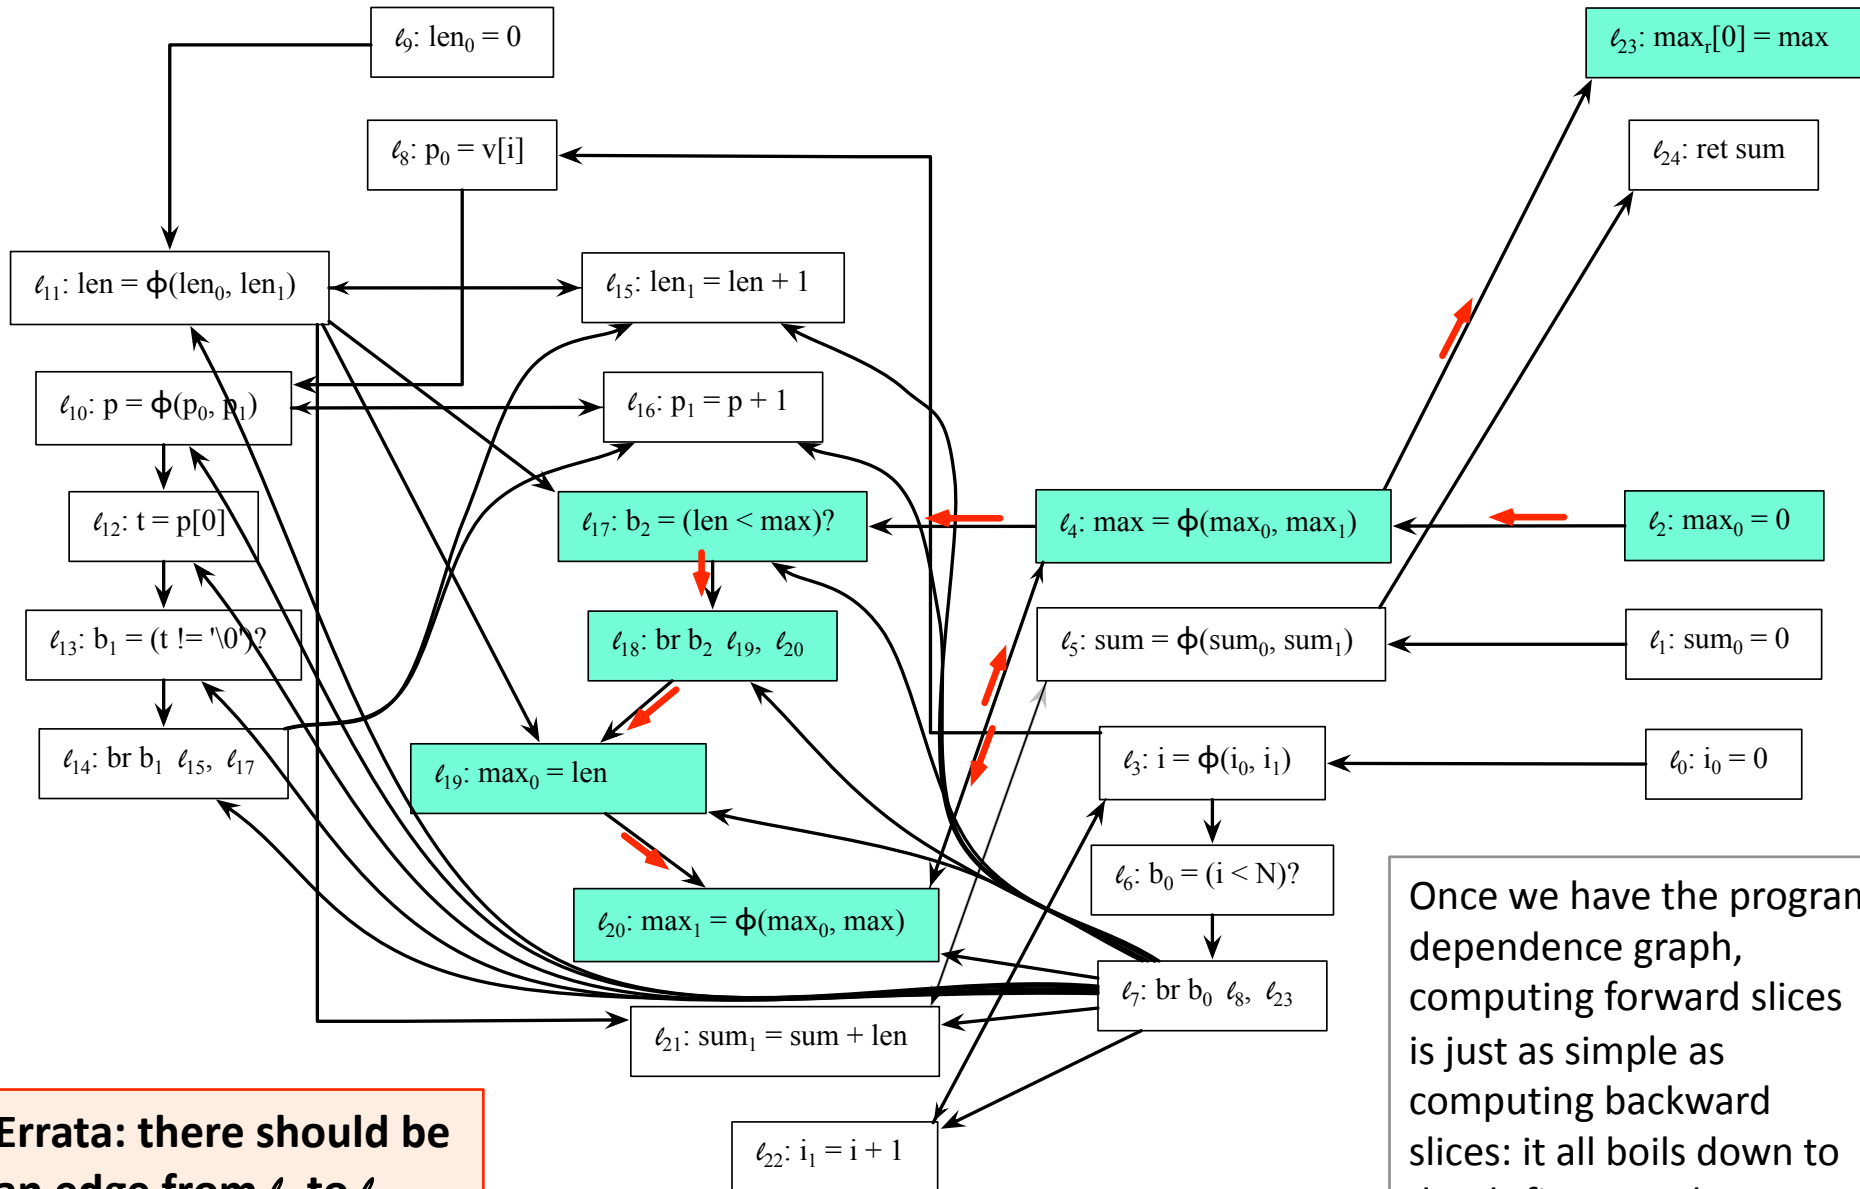 ℓ9: len0 = 0
ℓ23: maxr[0] = max
ℓ8: p0 = v[i]
ℓ24: ret sum
ℓ11: len = ϕ(len0, len1)
ℓ15: len1 = len + 1
ℓ10: p = ϕ(p0, p1)
ℓ16: p1 = p + 1
ℓ12: t = p[0]
ℓ17: b2 = (len < max)?
ℓ4: max = ϕ(max0, max1)
ℓ2: max0 = 0
ℓ13: b1 = (t != '\0')?
ℓ18: br b2 ℓ19, ℓ20
ℓ5: sum = ϕ(sum0, sum1)
ℓ1: sum0 = 0
ℓ14: br b1 ℓ15, ℓ17
ℓ19: max0 = len
ℓ3: i = ϕ(i0, i1)
ℓ0: i0 = 0
ℓ6: b0 = (i < N)?
ℓ20: max1 = ϕ(max0, max)
ℓ7: br b0 ℓ8, ℓ23
ℓ21: sum1 = sum + len
ℓ22: i1 = i + 1
Once we have the program
dependence graph,
computing forward slices
is just as simple as
computing backward
slices: it all boils down to
Errata: there should be
an edge from ℓ to ℓ